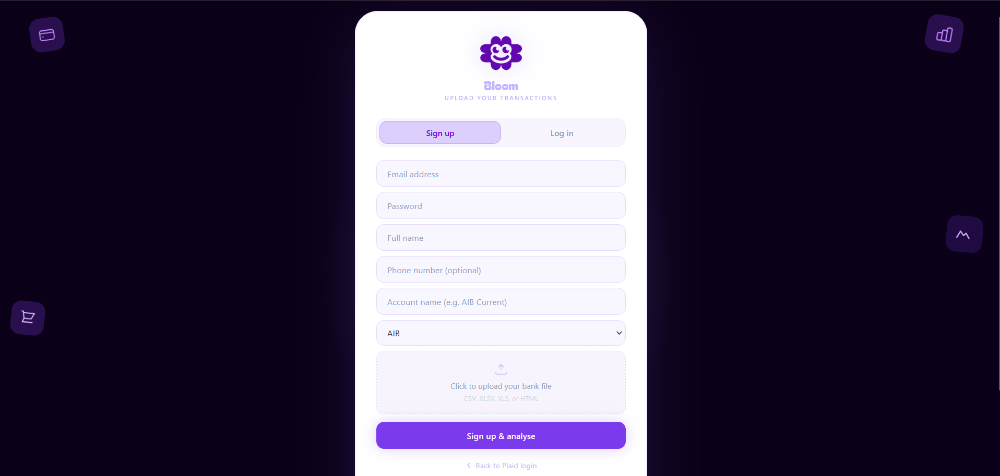 Bloom
UPLOAD YOUR TRANSACTIONS
Sign up
Log in
Email address
Password
Full name
Phone number (optional)
Account name (e.g. AIB Current)
AIB
Click to upload your bank file
CSV, XLSX, XLS, or HTML
Sign up & analyse
Back to Plaid login